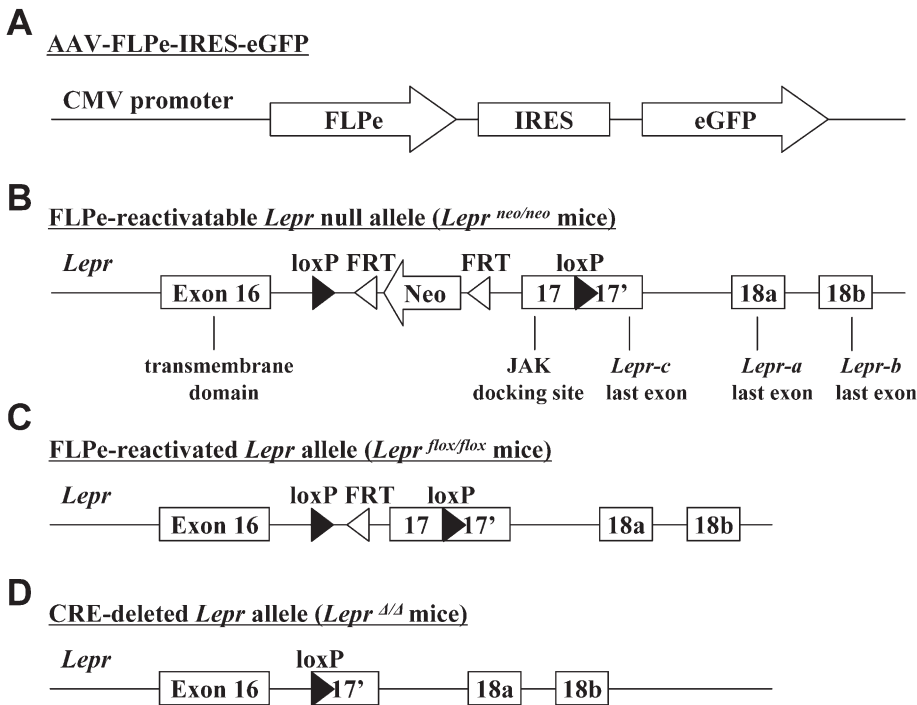 A
AAV-FLPe-IRES-eGFP
CMV promoter
FLPe
IRES
eGFP
B
FLPe-reactivatable Lepr null allele (Lepr neo/neo mice)
Lepr
loxP FRT FRT loxP
Exon 16 Neo 17 17’ 18a 18b
transmembrane domain
JAK docking site
Lepr-c last exon
Lepr-a last exon
Lepr-b last exon
C
FLPe-reactivated Lepr allele (Lepr flox/flox mice)
Lepr
loxP FRT loxP
Exon 16 17 17’ 18a 18b
D
CRE-deleted Lepr allele (Lepr Δ/Δ mice)
Lepr
loxP
Exon 16 17’ 18a 18b